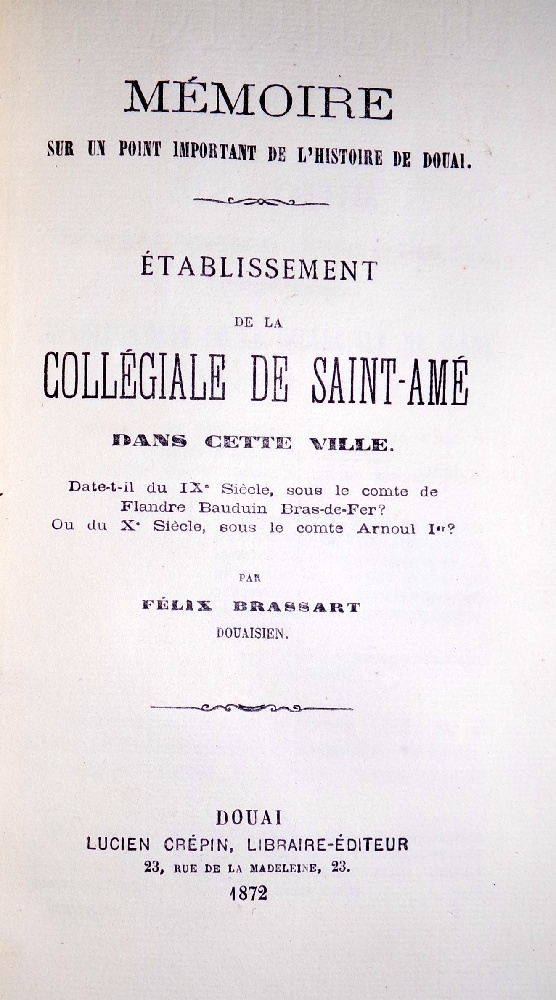 MÉMOIRE
SUR UN POINT IMPORTANT DE L'HISTOIRE DE DOUAI.
ÉTABLISSEMENT
DE LA
COLLÉGIALE DE SAINT-AMÉ
DANS CETTE VILLE.
Date-t-il du IXᵉ Siècle, sous le comte de
Flandre Bauduin Bras-de-Fer?
Ou du Xᵉ Siècle, sous le comte Arnoul Iᵉʳ?
PAR
FÉLIX BRASSART
DOUAISIEN.
DOUAI
LUCIEN CRÉPIN, LIBRAIRE-ÉDITEUR
23, RUE DE LA MADELEINE, 23.
1872